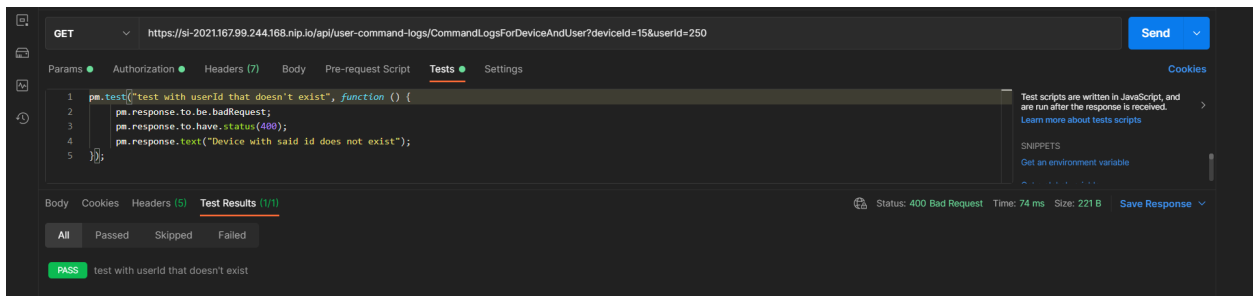 GET https://si-2021.167.99.244.168.nip.io/api/user-command-logs/CommandLogsForDeviceAndUser?deviceId=15&userId=250 Send
Params Authorization Headers (7) Body Pre-request Script Tests Settings Cookies
1 pm.test("test with userId that doesn't exist", function () {
2 pm.response.to.be.badRequest;
3 pm.response.to.have.status(400);
4 pm.response.text("Device with said id does not exist");
5 });
Test scripts are written in JavaScript, and
are run after the response is received.
Learn more about tests scripts
SNIPPETS
Get an environment variable
Body Cookies Headers (5) Test Results (1/1) Status: 400 Bad Request Time: 74 ms Size: 221 B Save Response
All Passed Skipped Failed
PASS test with userId that doesn't exist